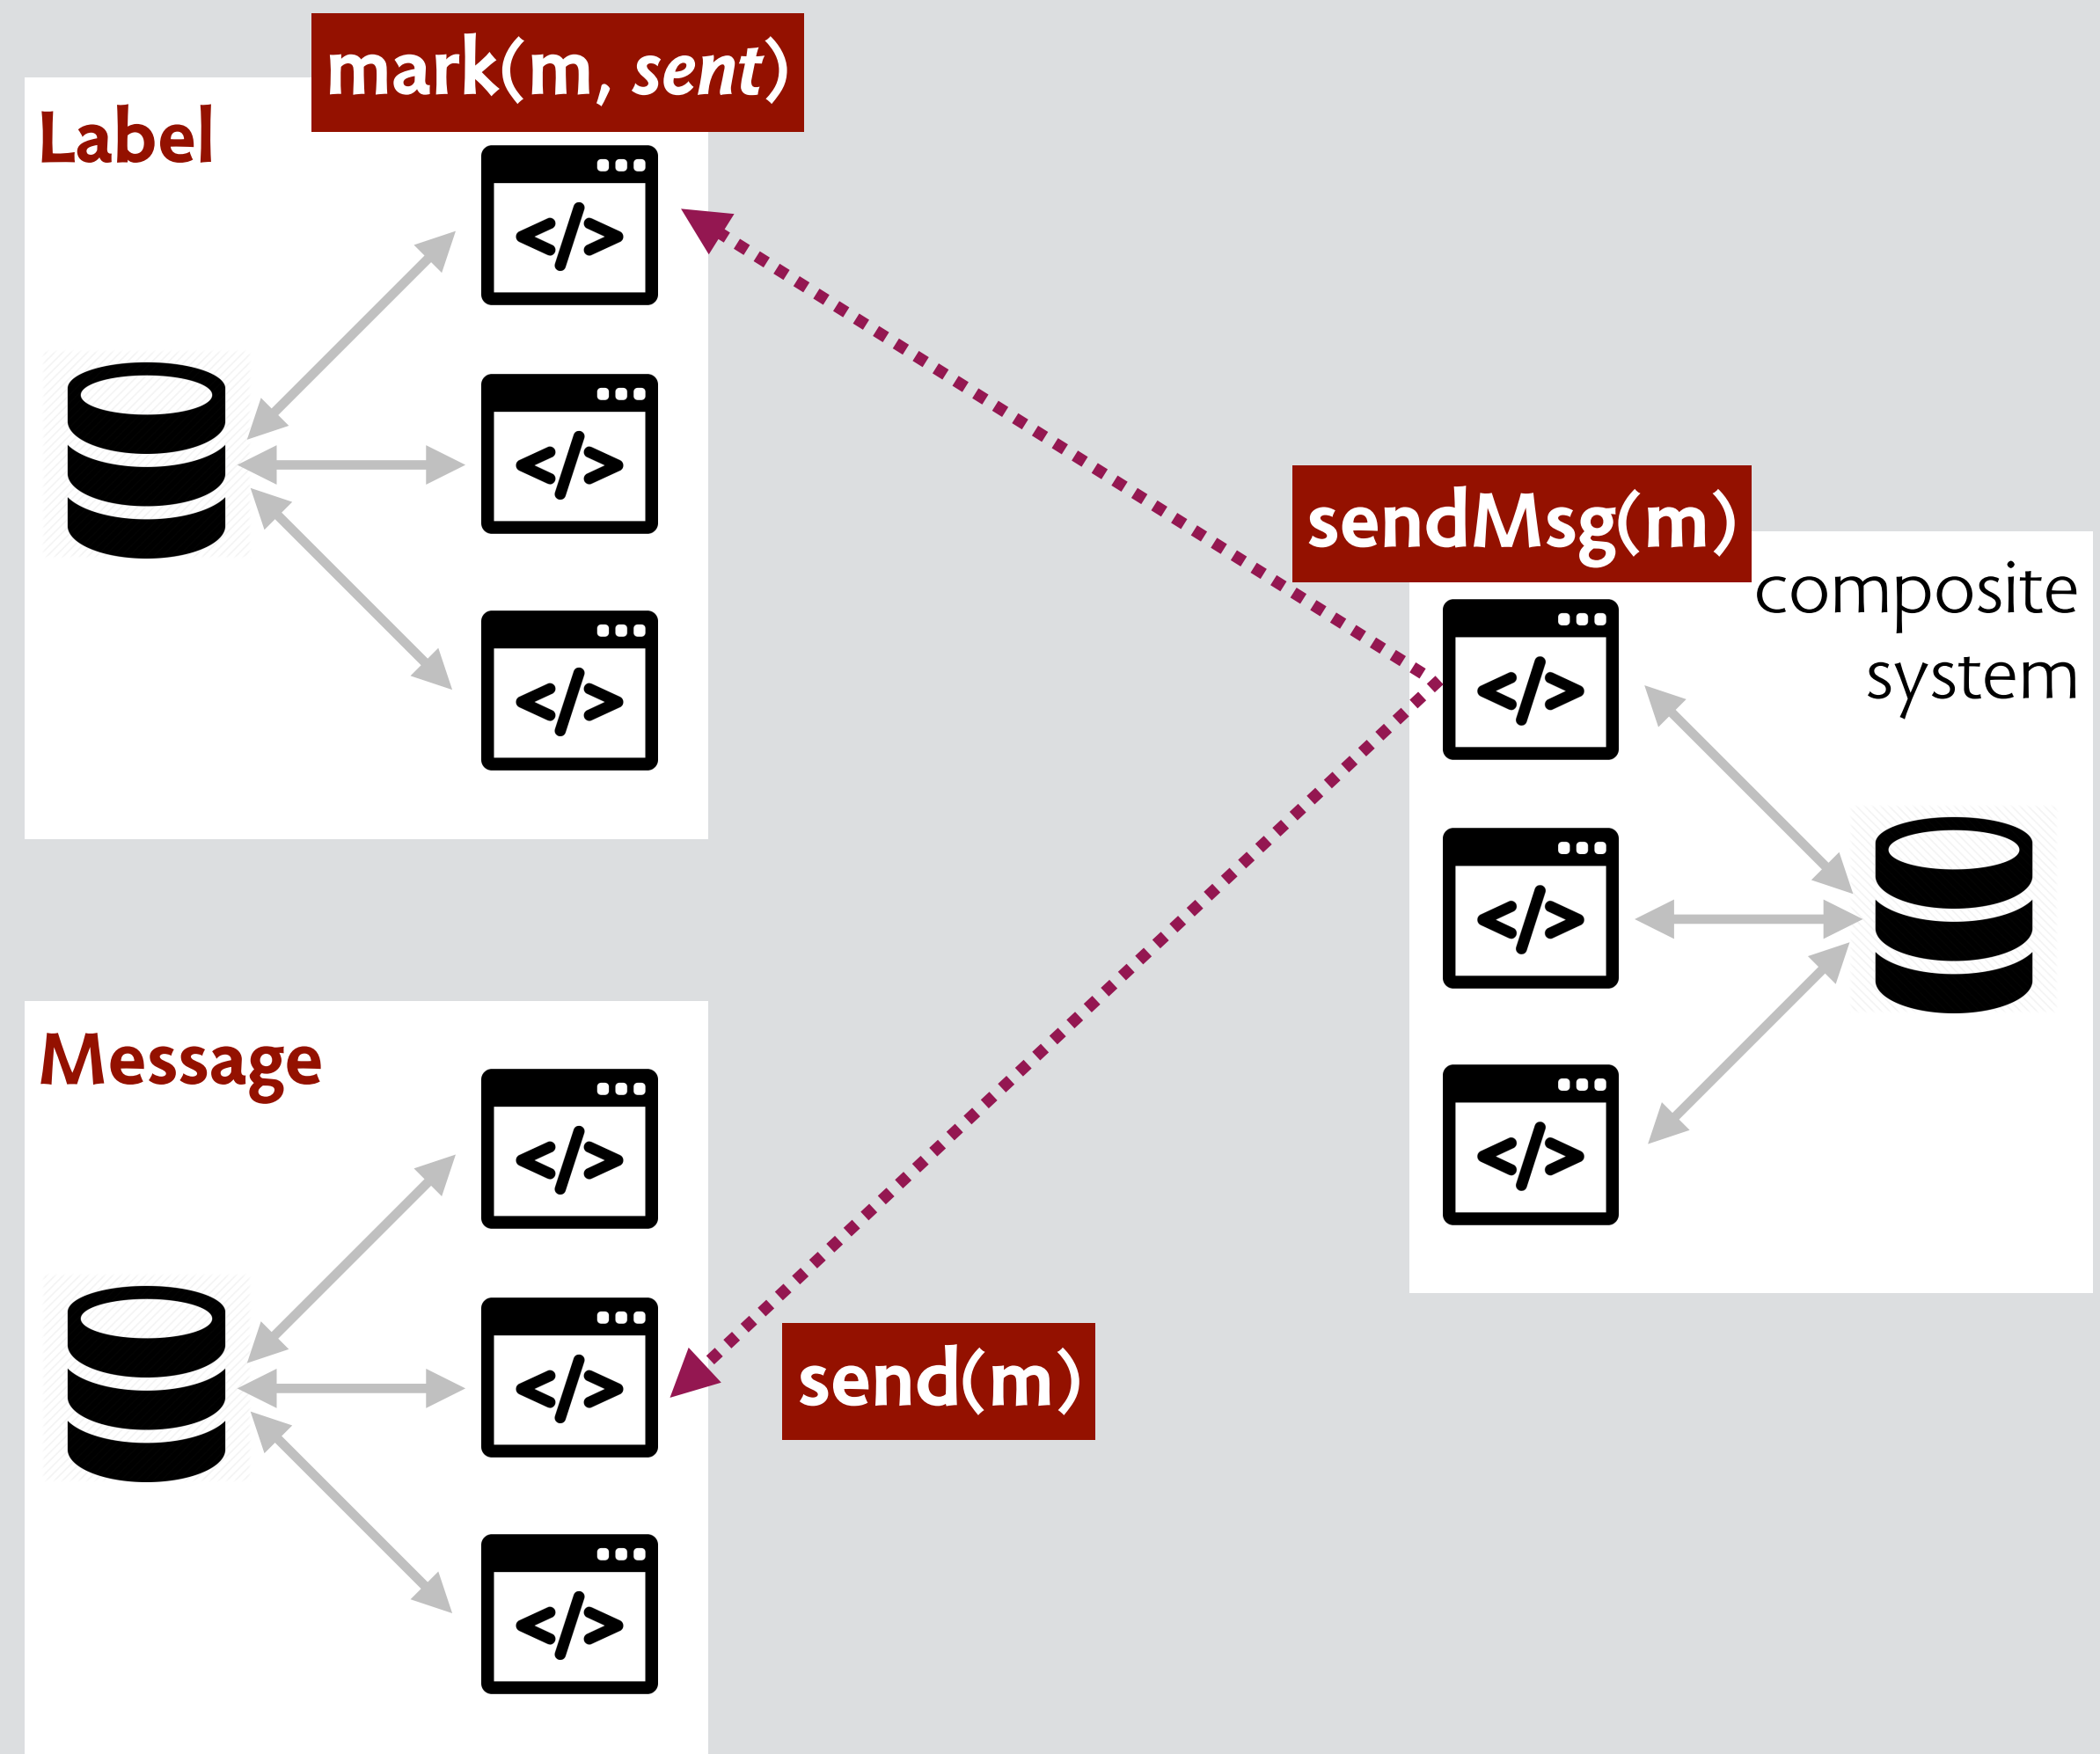 mark(m, sent)
Label
</>
</>
</>
sendMsg(m)
composite
system
</>
</>
</>
Message
</>
</>
</>
send(m)